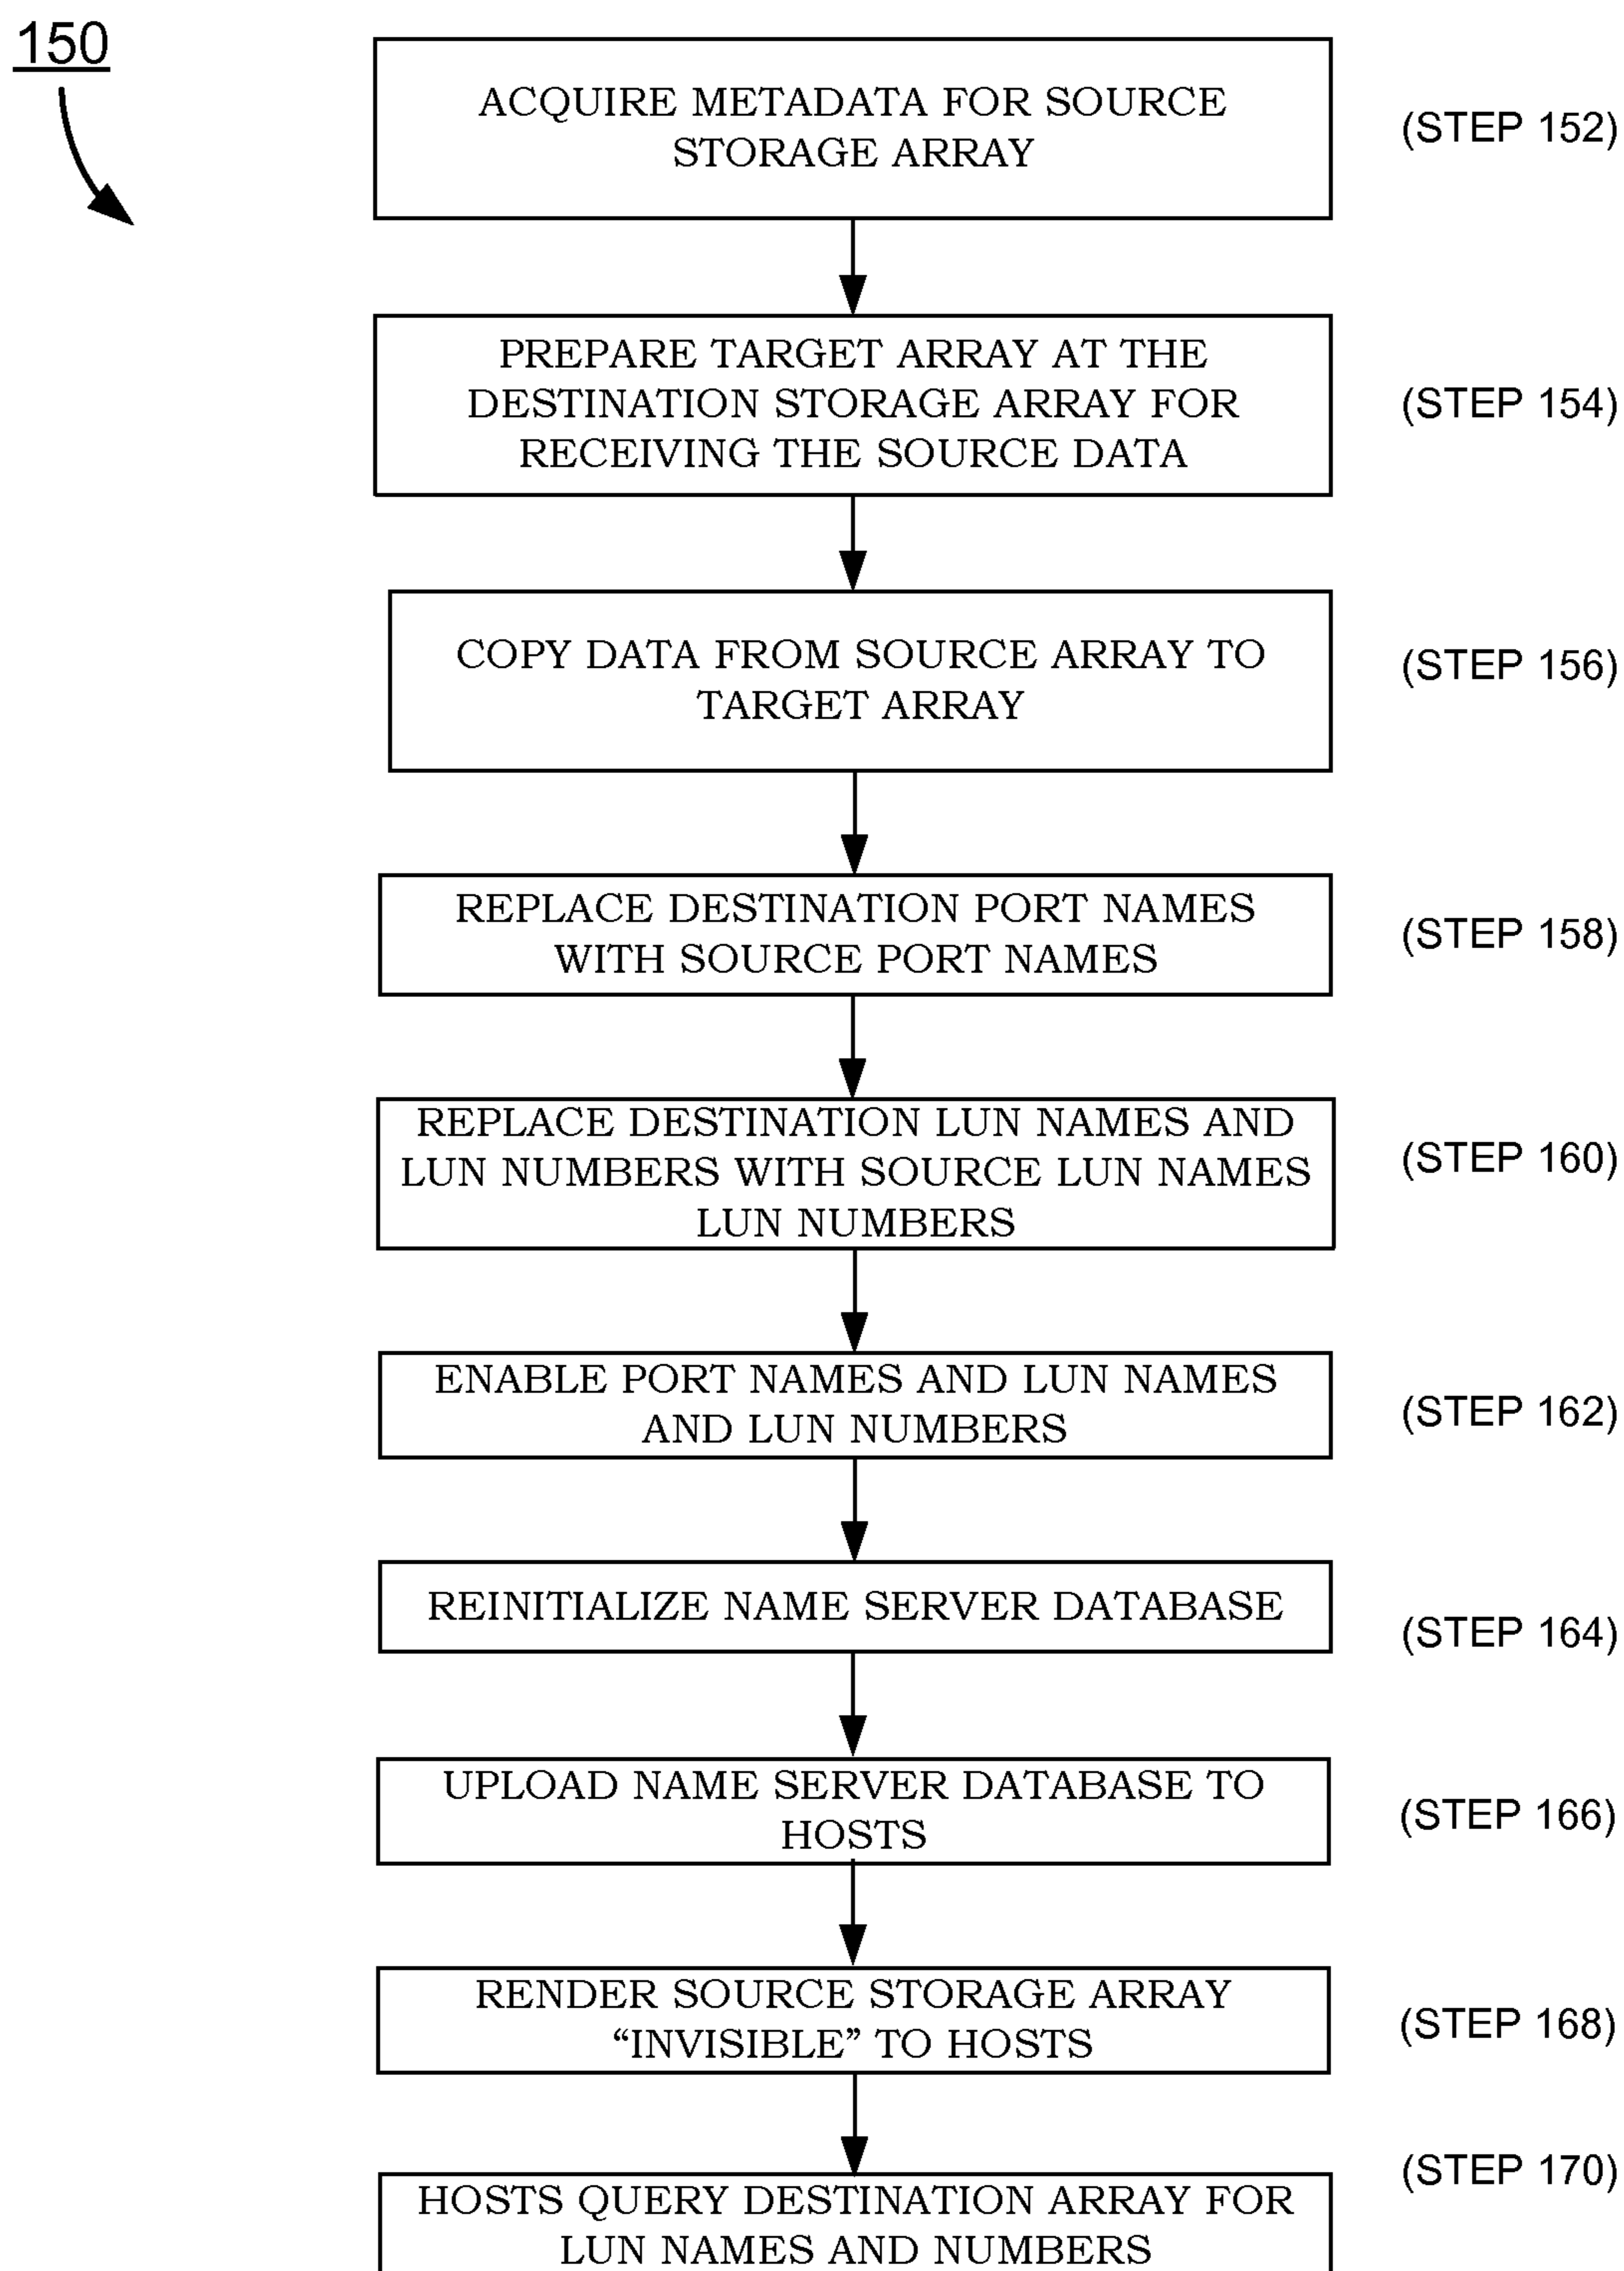 150
ACQUIRE METADATA FOR SOURCE
STORAGE ARRAY
(STEP 152)
PREPARE TARGET ARRAY AT THE
DESTINATION STORAGE ARRAY FOR
RECEIVING THE SOURCE DATA
(STEP 154)
COPY DATA FROM SOURCE ARRAY TO
TARGET ARRAY
(STEP 156)
REPLACE DESTINATION PORT NAMES
WITH SOURCE PORT NAMES
(STEP 158)
REPLACE DESTINATION LUN NAMES AND
LUN NUMBERS WITH SOURCE LUN NAMES
LUN NUMBERS
(STEP 160)
ENABLE PORT NAMES AND LUN NAMES
AND LUN NUMBERS
(STEP 162)
REINITIALIZE NAME SERVER DATABASE
(STEP 164)
UPLOAD NAME SERVER DATABASE TO
HOSTS
(STEP 166)
RENDER SOURCE STORAGE ARRAY
“INVISIBLE” TO HOSTS
(STEP 168)
HOSTS QUERY DESTINATION ARRAY FOR
LUN NAMES AND NUMBERS
(STEP 170)